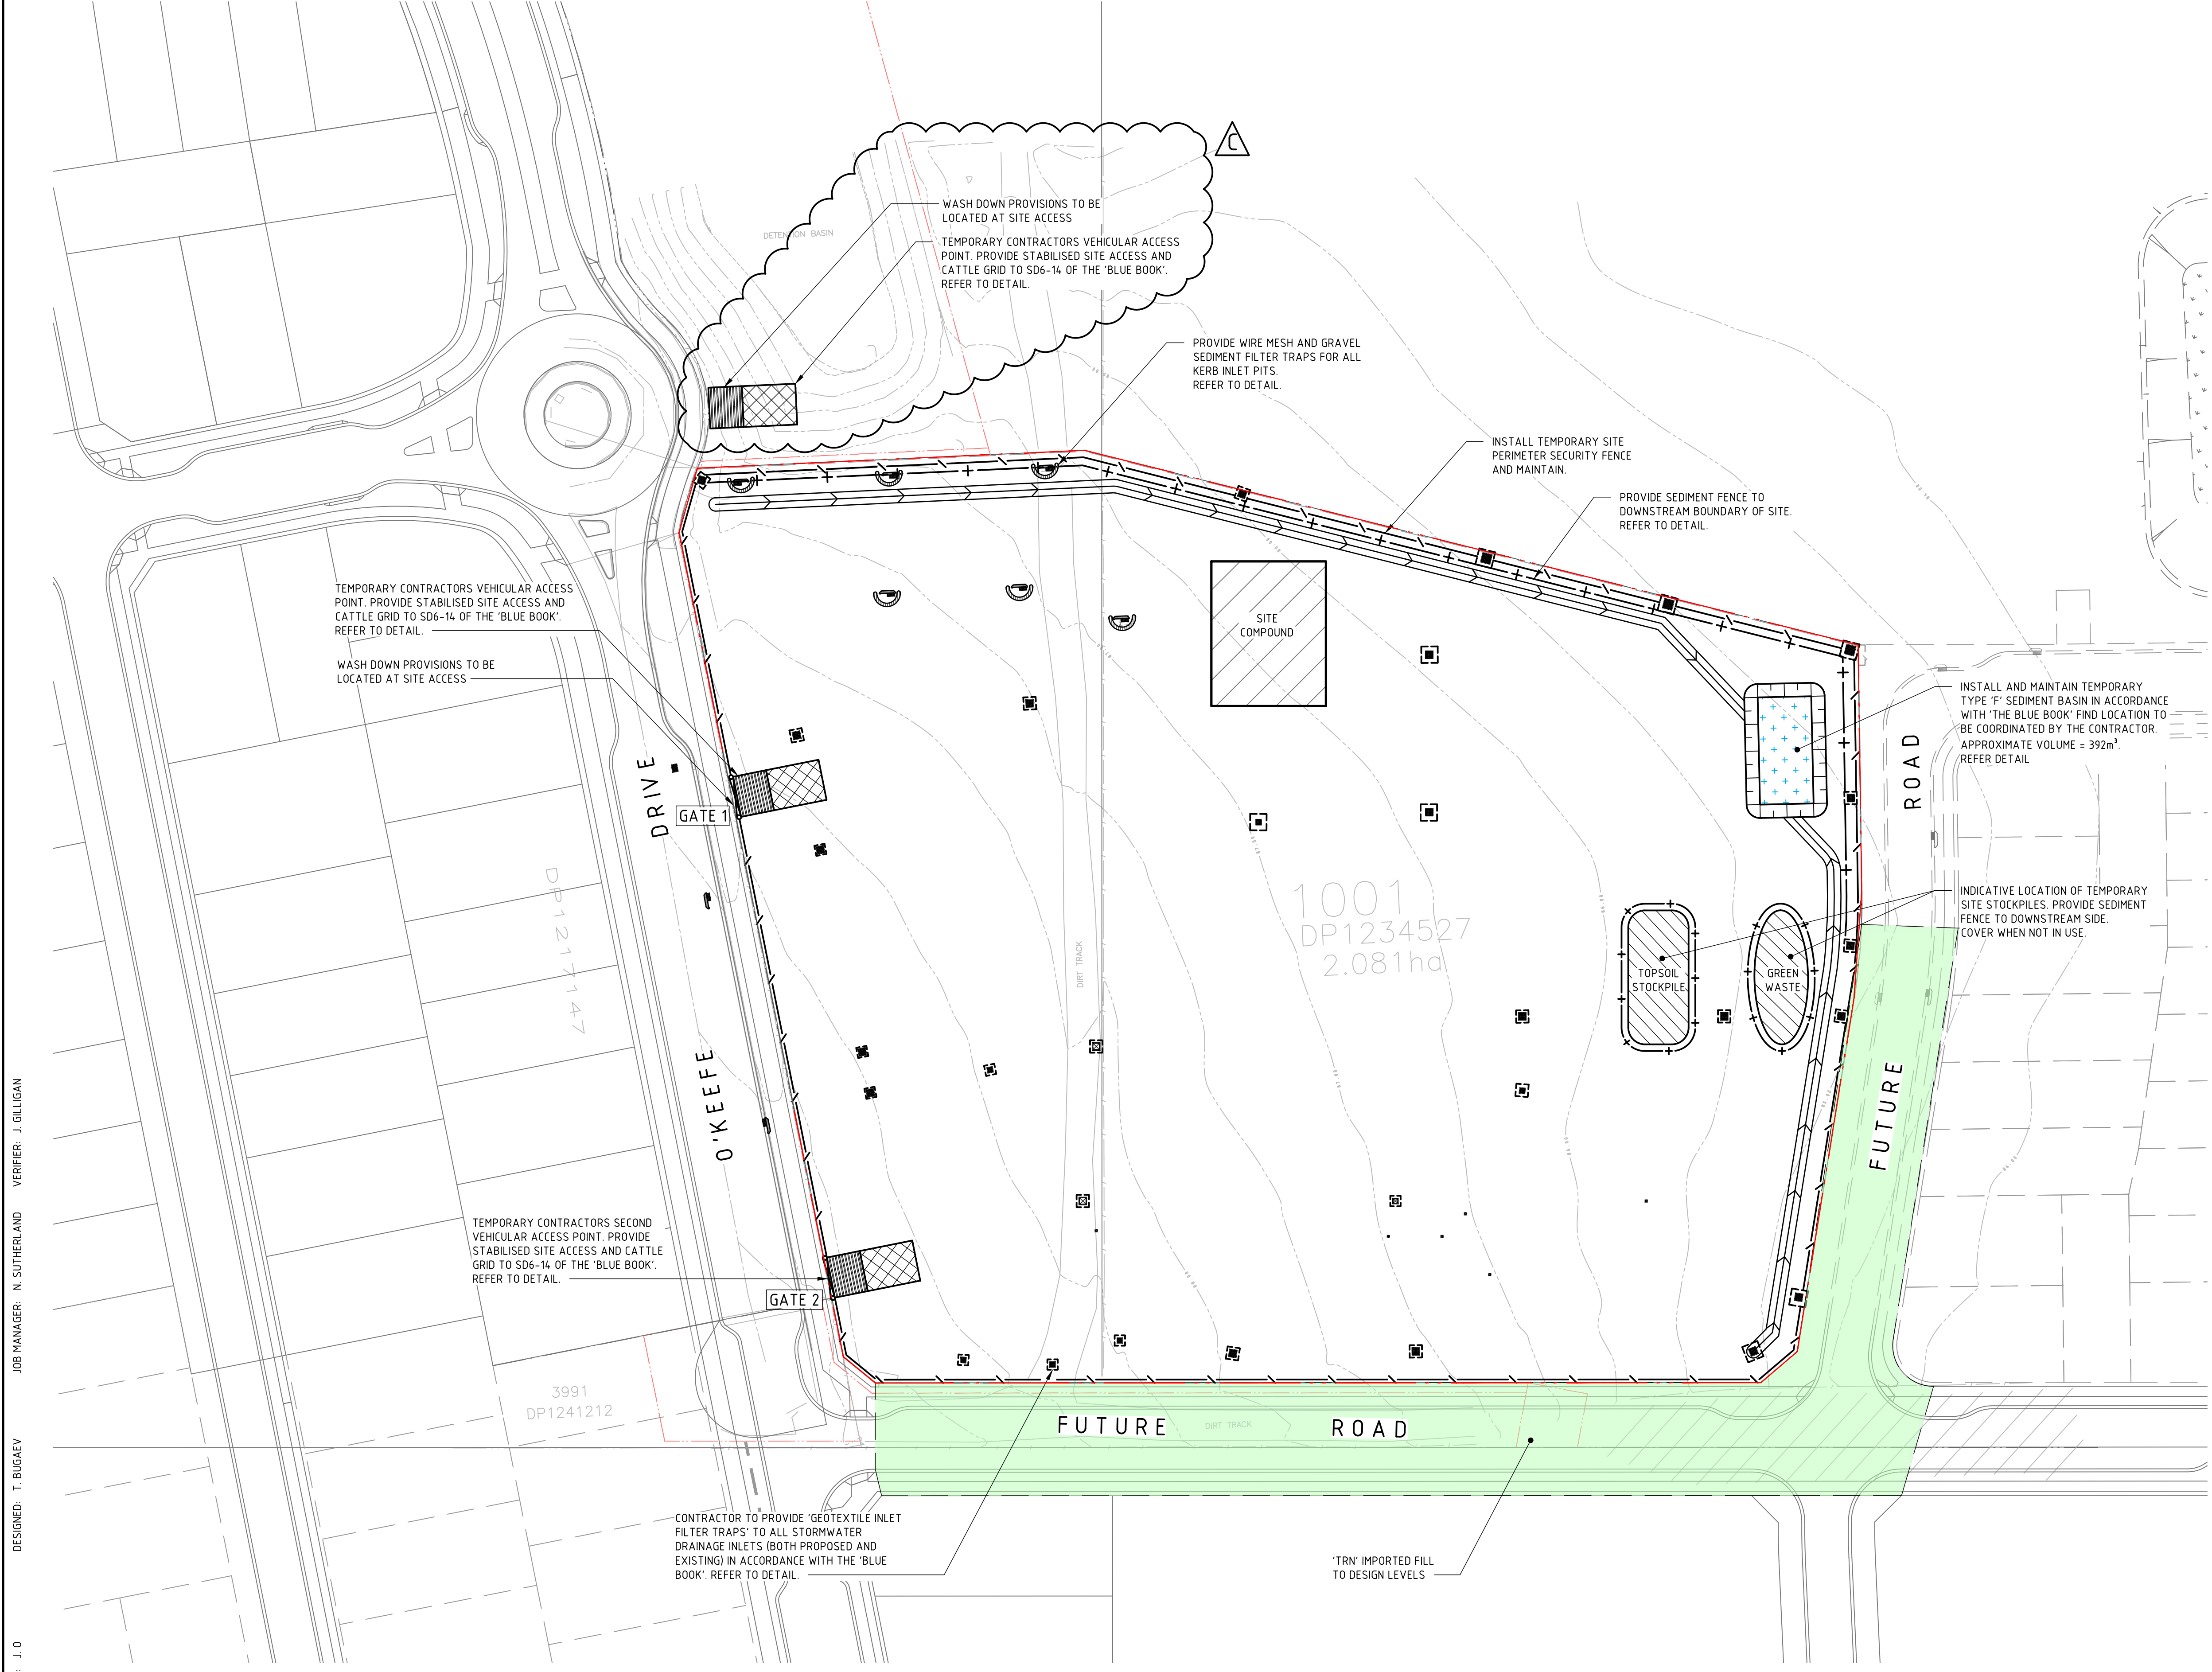 C
WASH DOWN PROVISIONS TO BE
LOCATED AT SITE ACCESS
DETENTION BASIN
TEMPORARY CONTRACTORS VEHICULAR ACCESS
POINT. PROVIDE STABILISED SITE ACCESS AND
CATTLE GRID TO SD6-14 OF THE 'BLUE BOOK'.
REFER TO DETAIL.
PROVIDE WIRE MESH AND GRAVEL
SEDIMENT FILTER TRAPS FOR ALL
KERB INLET PITS.
REFER TO DETAIL.
INSTALL TEMPORARY SITE
PERIMETER SECURITY FENCE
AND MAINTAIN.
PROVIDE SEDIMENT FENCE TO
DOWNSTREAM BOUNDARY OF SITE.
REFER TO DETAIL.
TEMPORARY CONTRACTORS VEHICULAR ACCESS
POINT. PROVIDE STABILISED SITE ACCESS AND
CATTLE GRID TO SD6-14 OF THE 'BLUE BOOK'.
REFER TO DETAIL.
WASH DOWN PROVISIONS TO BE
LOCATED AT SITE ACCESS
SITE
COMPOUND
INSTALL AND MAINTAIN TEMPORARY
TYPE 'F' SEDIMENT BASIN IN ACCORDANCE
WITH 'THE BLUE BOOK' FIND LOCATION TO
BE COORDINATED BY THE CONTRACTOR.
APPROXIMATE VOLUME = 392m³.
REFER DETAIL
GATE 1
O'KEEFE DRIVE
DP1217147
1001
DP1234527
2.081ha
DIRT TRACK
INDICATIVE LOCATION OF TEMPORARY
SITE STOCKPILES. PROVIDE SEDIMENT
FENCE TO DOWNSTREAM SIDE.
COVER WHEN NOT IN USE.
TOPSOIL
STOCKPILE
GREEN
WASTE
FUTURE ROAD
TEMPORARY CONTRACTORS SECOND
VEHICULAR ACCESS POINT. PROVIDE
STABILISED SITE ACCESS AND CATTLE
GRID TO SD6-14 OF THE 'BLUE BOOK'.
REFER TO DETAIL.
GATE 2
3991
DP1241212
FUTURE ROAD
DIRT TRACK
CONTRACTOR TO PROVIDE 'GEOTEXTILE INLET
FILTER TRAPS' TO ALL STORMWATER
DRAINAGE INLETS (BOTH PROPOSED AND
EXISTING) IN ACCORDANCE WITH THE 'BLUE
BOOK'. REFER TO DETAIL.
'TRN' IMPORTED FILL
TO DESIGN LEVELS
: J.O DESIGNED: T. BUGAEV JOB MANAGER: N. SUTHERLAND VERIFIER: J. GILLIGAN